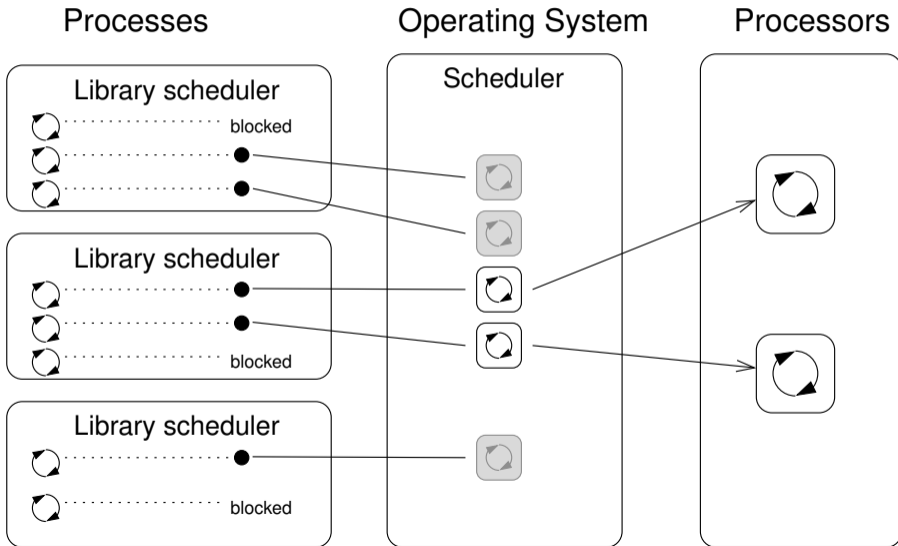 Processes
Operating System
Processors
Library scheduler
blocked
Library scheduler
blocked
Library scheduler
blocked
Scheduler